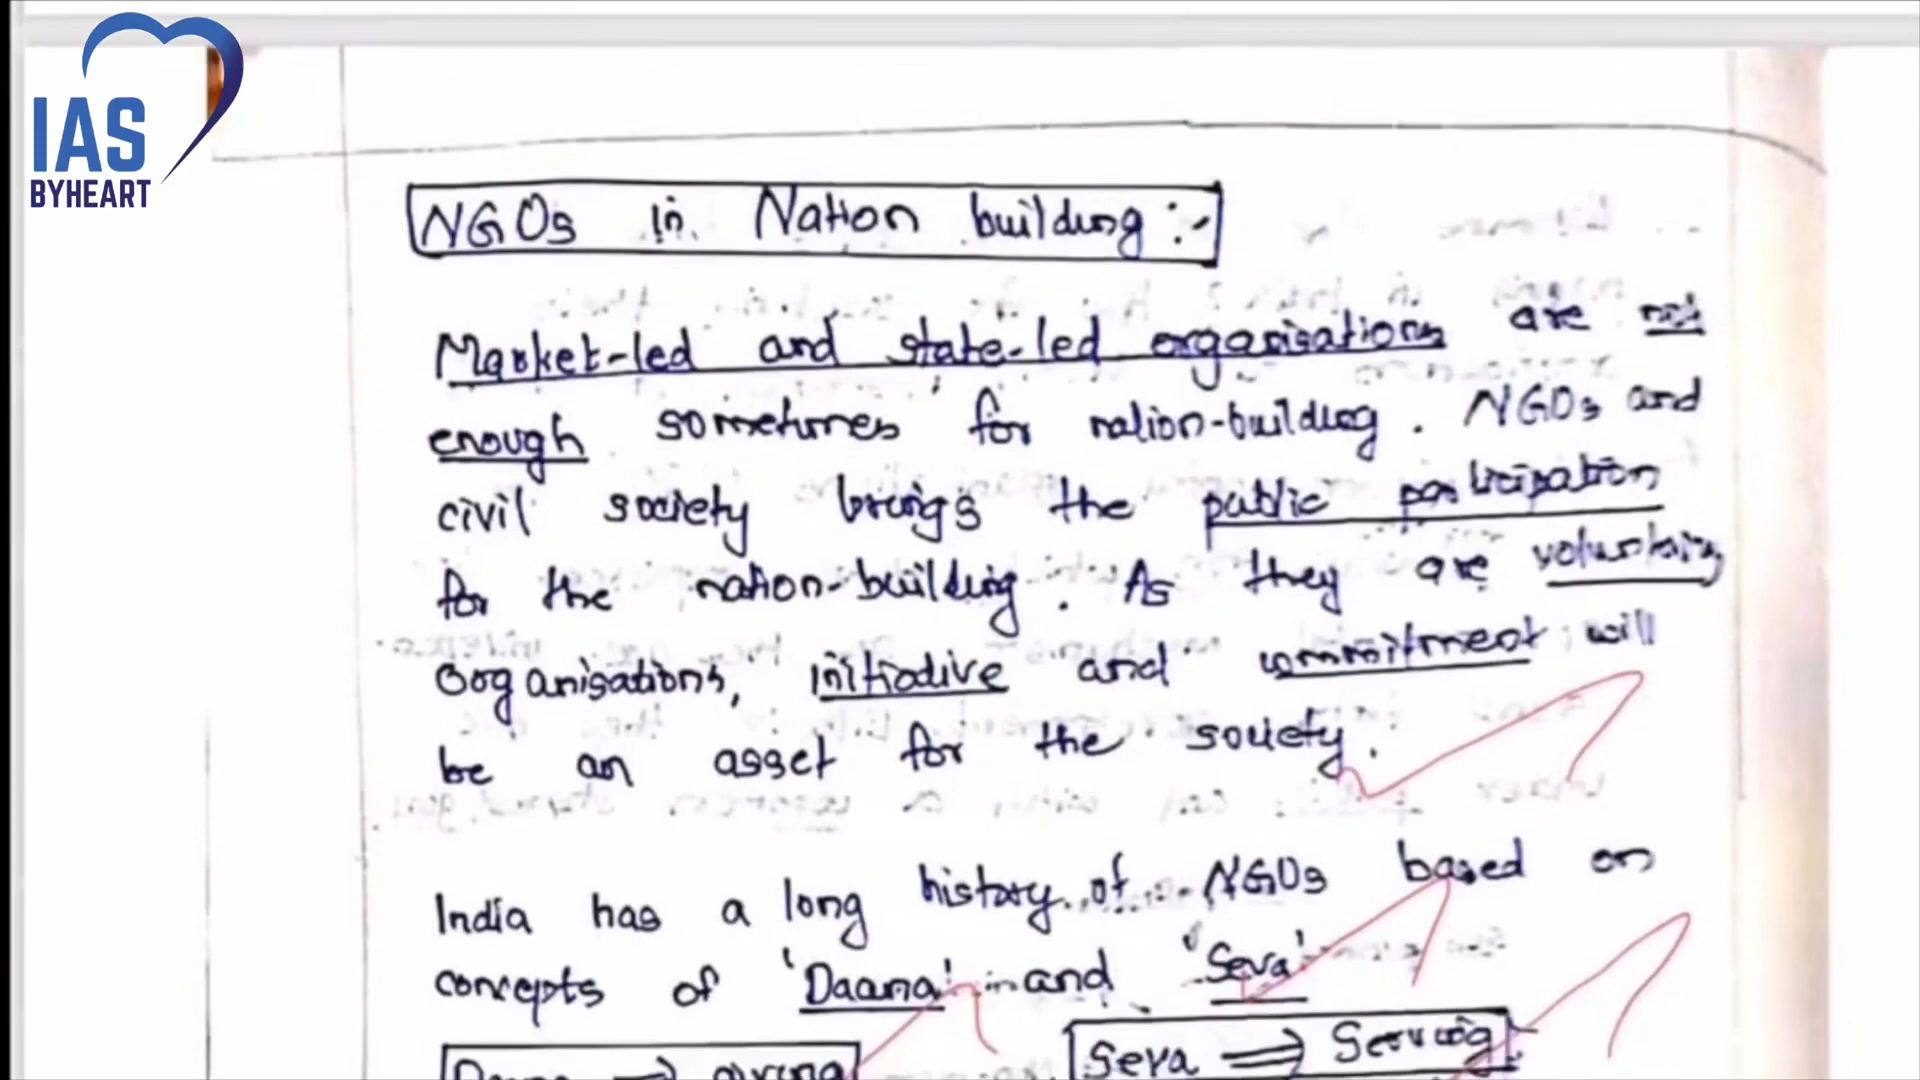 IAS
BYHEART
NGOs in Nation building :-
Market-led and state-led organisations are not
enough sometimes for nation-building. NGOs and
civil society brings the public participation
for the nation-building. As they are voluntary
organisations, initiative and commitment will
be an asset for the society.
India has a long history of NGOs based on
concepts of 'Daana' and 'Seva'
Daana → giving
Seva ⟹ Serving